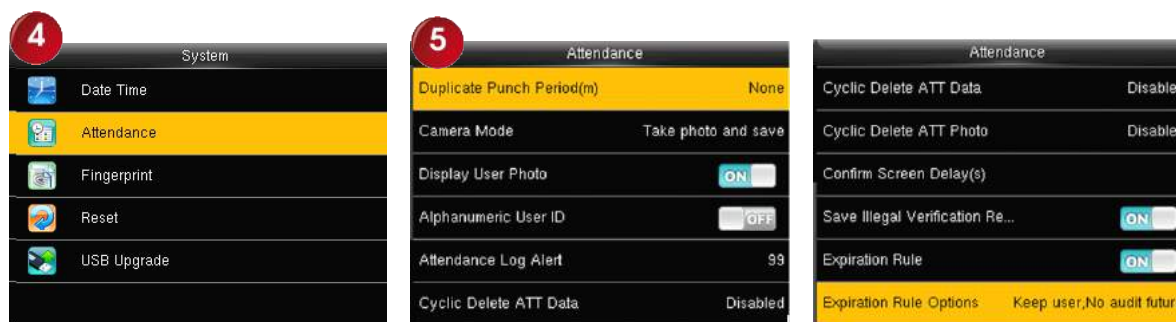 4
System
Date Time
Attendance
Fingerprint
Reset
USB Upgrade
5
Attendance
Duplicate Punch Period(m) None
Camera Mode Take photo and save
Display User Photo ON
Alphanumeric User ID OFF
Attendance Log Alert 99
Cyclic Delete ATT Data Disabled
Attendance
Cyclic Delete ATT Data Disable
Cyclic Delete ATT Photo Disable
Confirm Screen Delay(s)
Save Illegal Verification Re... ON
Expiration Rule ON
Expiration Rule Options Keep user,No audit futur